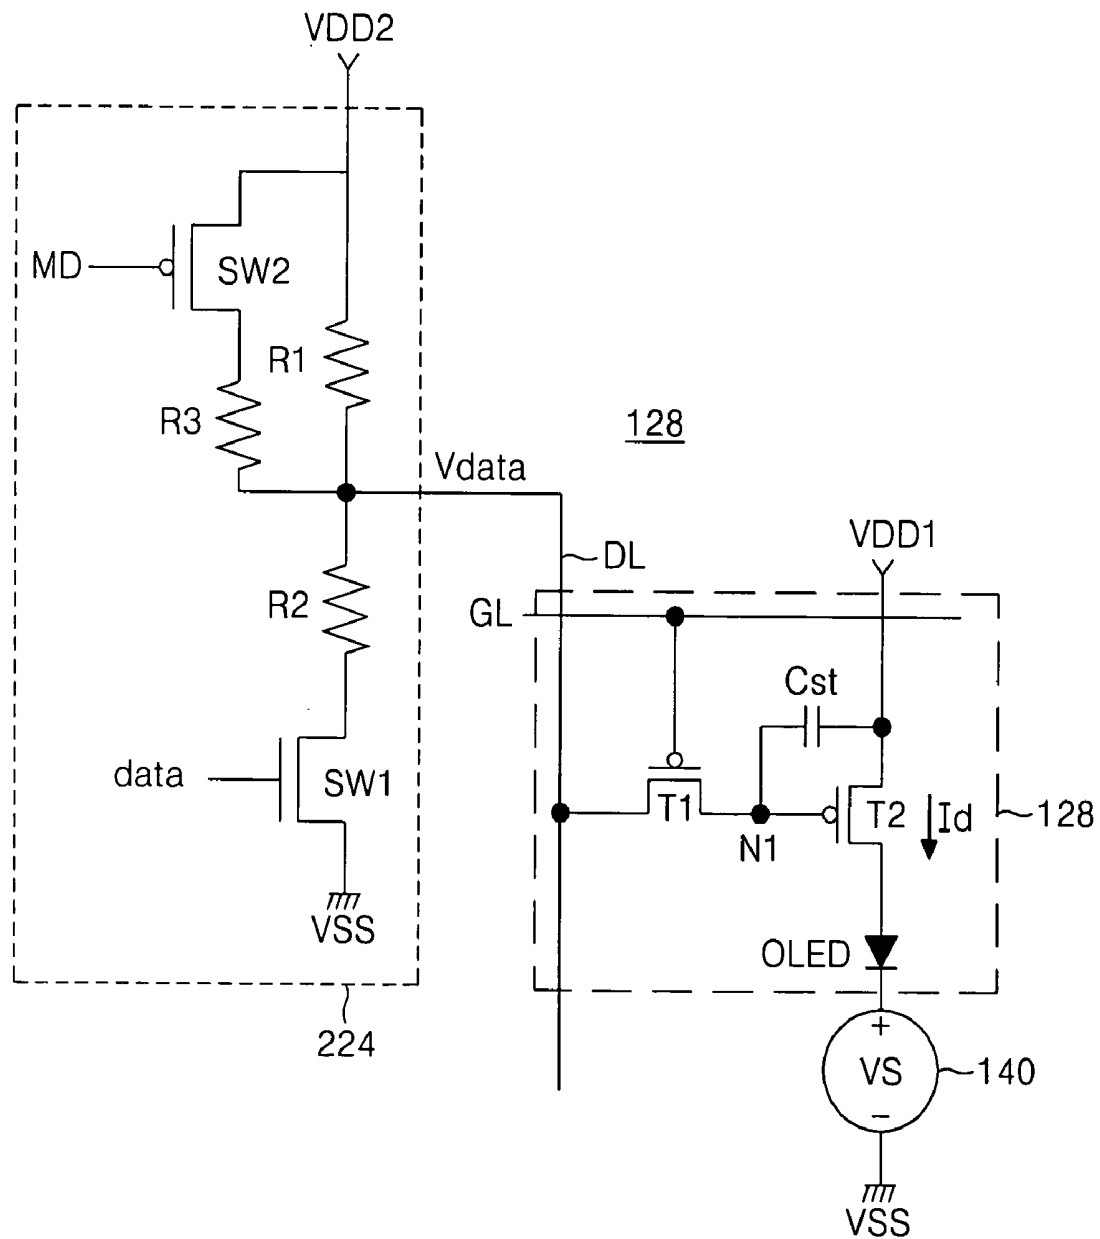 VDD2
MD
SW2
R1
R3
128
Vdata
VDD1
DL
R2
GL
Cst
data
SW1
T1
T2
Id
128
N1
VSS
OLED
224
+
VS
140
−
VSS